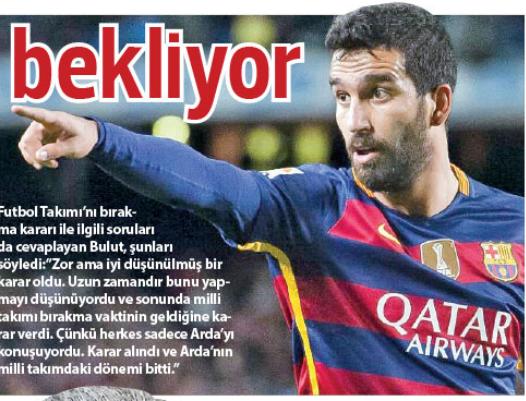 bekliyor
Futbol Takımı'nı bırak-
ma kararı ile ilgili soruları
da cevaplayan Bulut, şunları
söyledi:"Zor ama iyi düşünülmüş bir
karar oldu. Uzun zamandır bunu yap-
mayı düşünüyordu ve sonunda milli
takımı bırakma vaktinin geldiğine ka-
rar verdi. Çünkü herkes sadece Arda'yı
konuşuyordu. Karar alındı ve Arda'nın
milli takımdaki dönemi bitti."
QATAR
AIRWAYS